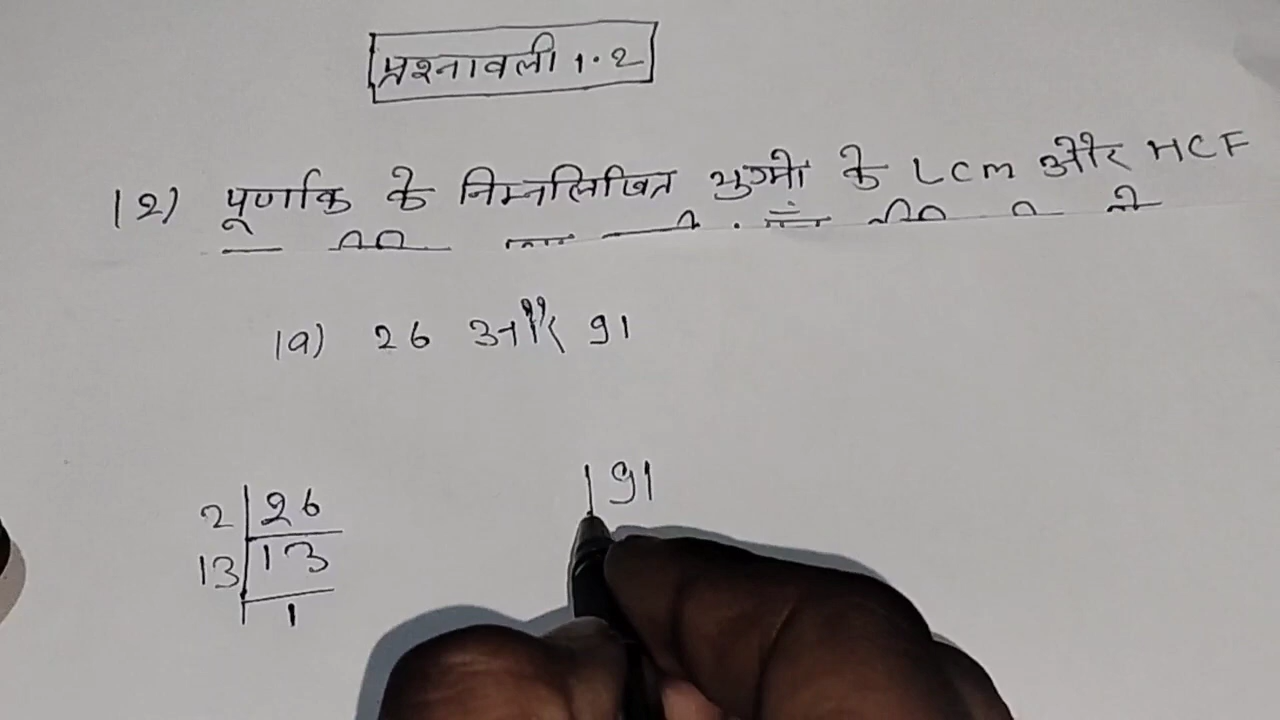 प्रश्नावली 1.2
(2) पूर्णाक के निम्नलिखित युग्मो के LCM और HCF
(a) 26 और 91
2 | 26
13 | 13
1
| 91